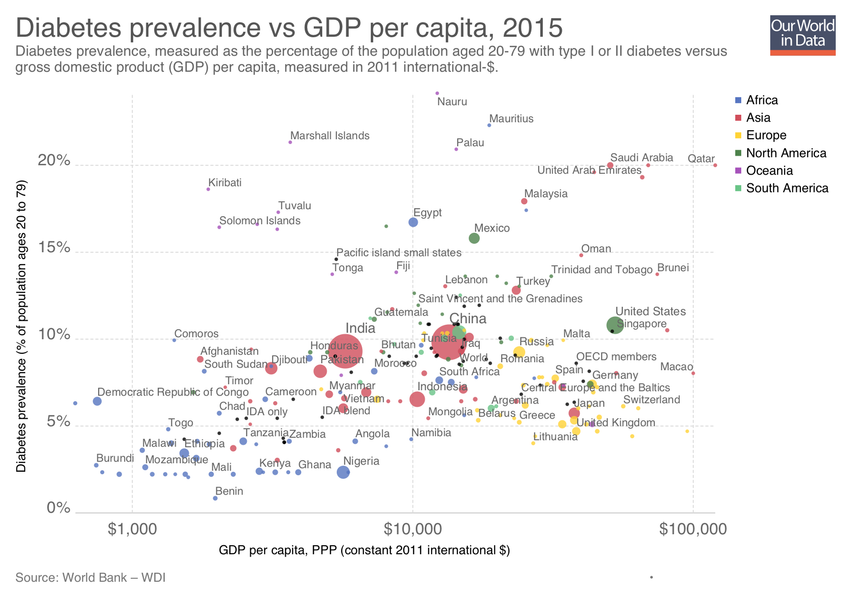 Diabetes prevalence vs GDP per capita, 2015
Our World
in Data
Diabetes prevalence, measured as the percentage of the population aged 20-79 with type I or II diabetes versus
gross domestic product (GDP) per capita, measured in 2011 international-$.
Nauru
Africa
Mauritius
Asia
Marshall Islands
Palau
Europe
North America
Oceania
South America
20%
Saudi Arabia
Qatar
United Arab Emirates
Kiribati
Malaysia
Tuvalu
Solomon Islands
Egypt
Mexico
15%
Pacific island small states
Oman
Tonga
Fiji
Lebanon
Turkey
Trinidad and Tobago
Brunei
Saint Vincent and the Grenadines
Guatemala
United States
India
China
Singapore
10%
Comoros
Honduras
Bhutan
Tunisia
Iraq
Russia
Malta
Afghanistan
South Sudan
Djibouti
Pakistan
Morocco
World
Romania
OECD members
South Africa
Spain
Germany
Macao
Timor
Myanmar
Indonesia
Central Europe and the Baltics
Democratic Republic of Congo
Cameroon
Vietnam
Argentina
Switzerland
Chad
IDA only
IDA blend
Mongolia
Belarus
Greece
Japan
5%
Togo
Tanzania
Zambia
Angola
Namibia
Lithuania
United Kingdom
Malawi
Ethiopia
Burundi
Mozambique
Mali
Kenya
Ghana
Nigeria
Benin
0%
$1,000
$10,000
$100,000
Diabetes prevalence (% of population ages 20 to 79)
GDP per capita, PPP (constant 2011 international $)
Source: World Bank – WDI